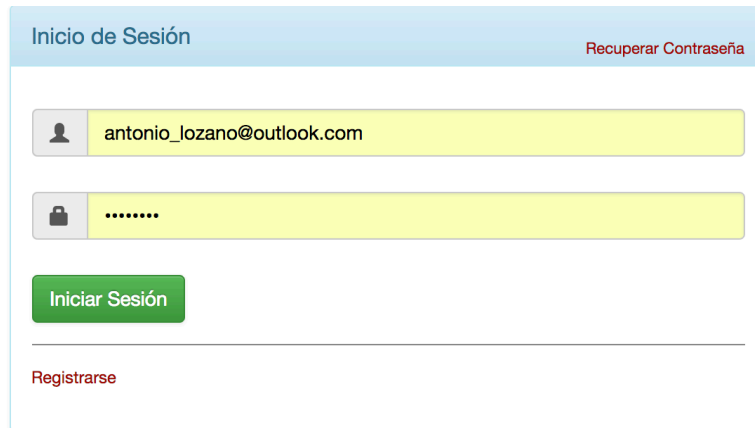 Inicio de Sesión
Recuperar Contraseña
antonio_lozano@outlook.com
••••••••
Iniciar Sesión
Registrarse